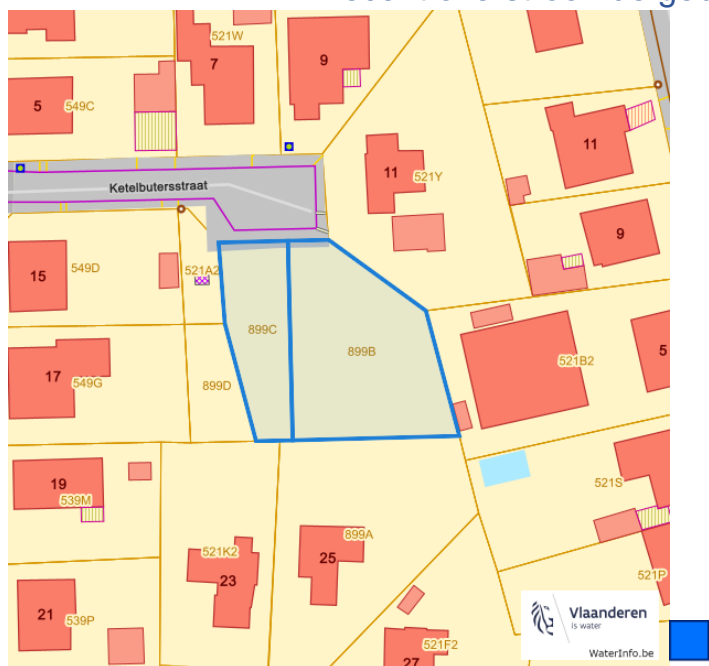 521W
7
9
5
549C
11
521Y
11
Ketelbutersstraat
9
15
549D
521A2
899C
899B
521B2
5
17
549G
899D
19
539M
521S
899A
25
521K2
23
521P
21
539P
521F2
27
Vlaanderen
is water
WaterInfo.be